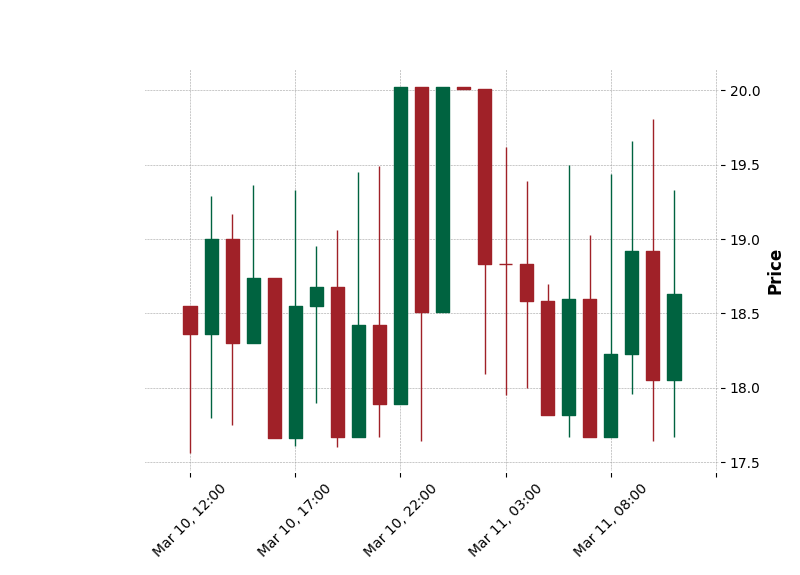 20.0
19.5
19.0
18.5
18.0
17.5
Price
Mar 10, 12:00
Mar 10, 17:00
Mar 10, 22:00
Mar 11, 03:00
Mar 11, 08:00